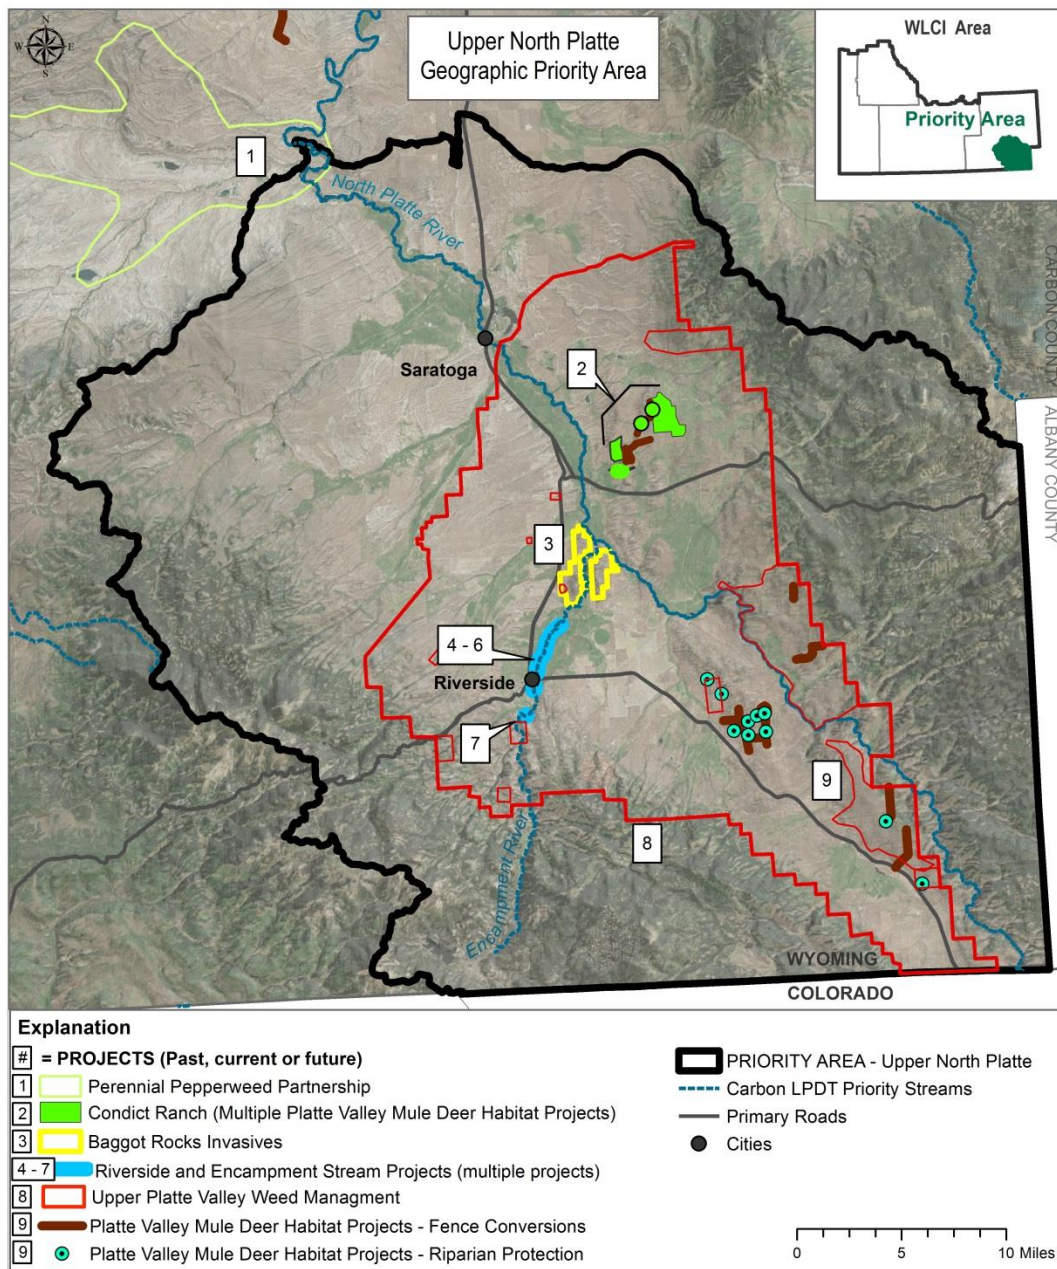 N
W E
S
Upper North Platte
Geographic Priority Area
WLCI Area
Priority Area
1
North Platte River
CARBON COUNTY
ALBANY COUNTY
Saratoga
2
3
4 - 6
Riverside
7
9
8
Encampment River
WYOMING
COLORADO
Explanation
# = PROJECTS (Past, current or future)
1 Perennial Pepperweed Partnership
2 Condict Ranch (Multiple Platte Valley Mule Deer Habitat Projects)
3 Baggot Rocks Invasives
4 - 7 Riverside and Encampment Stream Projects (multiple projects)
8 Upper Platte Valley Weed Managment
9 Platte Valley Mule Deer Habitat Projects - Fence Conversions
9 Platte Valley Mule Deer Habitat Projects - Riparian Protection
PRIORITY AREA - Upper North Platte
Carbon LPDT Priority Streams
Primary Roads
Cities
0 5 10 Miles